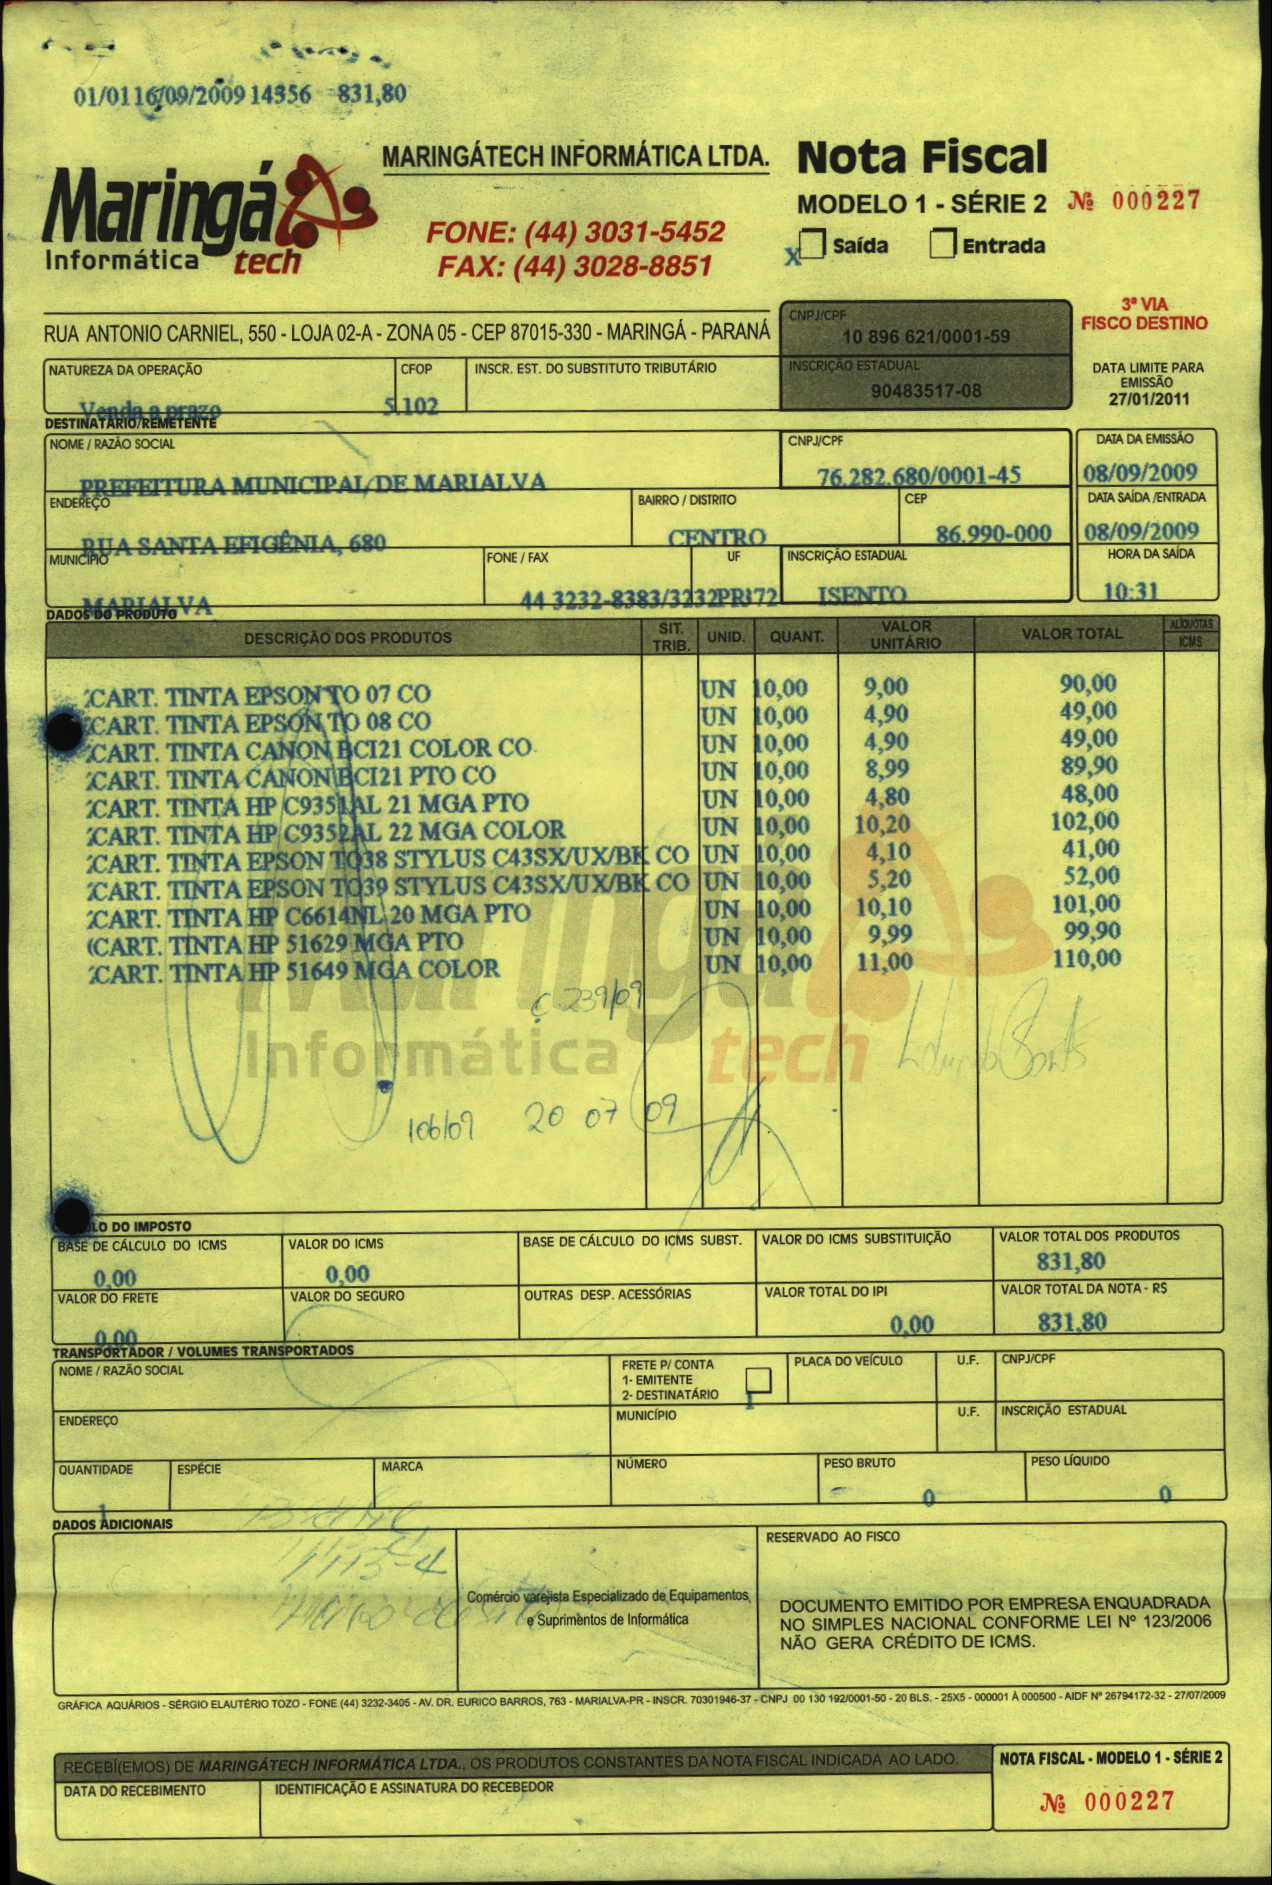 01/01 16/09/2009 14356 831,80
Maringá
Informática tech
MARINGÁTECH INFORMÁTICA LTDA.
FONE: (44) 3031-5452
FAX: (44) 3028-8851
Nota Fiscal
MODELO 1 - SÉRIE 2 № 000227
X Saída Entrada
3ª VIA
FISCO DESTINO
RUA ANTONIO CARNIEL, 550 - LOJA 02-A - ZONA 05 - CEP 87015-330 - MARINGÁ - PARANÁ
CNPJ/CPF
10 896 621/0001-59
INSCRIÇÃO ESTADUAL
90483517-08
DATA LIMITE PARA
EMISSÃO
27/01/2011
NATUREZA DA OPERAÇÃO CFOP INSCR. EST. DO SUBSTITUTO TRIBUTÁRIO
Venda a prazo 5.102
DESTINATÁRIO/REMETENTE
NOME / RAZÃO SOCIAL CNPJ/CPF DATA DA EMISSÃO
PREFEITURA MUNICIPAL DE MARIALVA 76.282.680/0001-45 08/09/2009
ENDEREÇO BAIRRO / DISTRITO CEP DATA SAÍDA /ENTRADA
RUA SANTA EFIGÊNIA, 680 CENTRO 86.990-000 08/09/2009
MUNICÍPIO FONE / FAX UF INSCRIÇÃO ESTADUAL HORA DA SAÍDA
MARIALVA 44 3232-8383/3232 PR ISENTO 10:31
DADOS DO PRODUTO
DESCRIÇÃO DOS PRODUTOS SIT. TRIB. UNID. QUANT. VALOR UNITÁRIO VALOR TOTAL ALÍQUOTAS ICMS
CART. TINTA EPSON TO 07 CO UN 10,00 9,00 90,00
CART. TINTA EPSON TO 08 CO UN 10,00 4,90 49,00
CART. TINTA CANON BCI21 COLOR CO UN 10,00 4,90 49,00
CART. TINTA CANON BCI21 PTO CO UN 10,00 8,99 89,90
CART. TINTA HP C9351AL 21 MGA PTO UN 10,00 4,80 48,00
CART. TINTA HP C9352AL 22 MGA COLOR UN 10,00 10,20 102,00
CART. TINTA EPSON TO38 STYLUS C43SX/UX/BK CO UN 10,00 4,10 41,00
CART. TINTA EPSON TO39 STYLUS C43SX/UX/BK CO UN 10,00 5,20 52,00
CART. TINTA HP C6614NL 20 MGA PTO UN 10,00 10,10 101,00
CART. TINTA HP 51629 MGA PTO UN 10,00 9,99 99,90
CART. TINTA HP 51649 MGA COLOR UN 10,00 11,00 110,00
Maringá
Informática tech
C 239/09
106/09 20 07 09
CÁLCULO DO IMPOSTO
BASE DE CÁLCULO DO ICMS VALOR DO ICMS BASE DE CÁLCULO DO ICMS SUBST. VALOR DO ICMS SUBSTITUIÇÃO VALOR TOTAL DOS PRODUTOS
0,00 0,00 831,80
VALOR DO FRETE VALOR DO SEGURO OUTRAS DESP. ACESSÓRIAS VALOR TOTAL DO IPI VALOR TOTAL DA NOTA - R$
0,00 0,00 831,80
TRANSPORTADOR / VOLUMES TRANSPORTADOS
NOME / RAZÃO SOCIAL FRETE P/ CONTA PLACA DO VEÍCULO U.F. CNPJ/CPF
1- EMITENTE
2- DESTINATÁRIO 1
ENDEREÇO MUNICÍPIO U.F. INSCRIÇÃO ESTADUAL
QUANTIDADE ESPÉCIE MARCA NÚMERO PESO BRUTO PESO LÍQUIDO
1 0 0
DADOS ADICIONAIS
RESERVADO AO FISCO
1113-4
Comércio varejista Especializado de Equipamentos
e Suprimentos de Informática
DOCUMENTO EMITIDO POR EMPRESA ENQUADRADA
NO SIMPLES NACIONAL CONFORME LEI Nº 123/2006
NÃO GERA CRÉDITO DE ICMS.
GRÁFICA AQUÁRIOS - SÉRGIO ELAUTÉRIO TOZO - FONE (44) 3232-3405 - AV. DR. EURICO BARROS, 763 - MARIALVA-PR - INSCR. 70301946-37 - CNPJ 00 130 192/0001-50 - 20 BLS. - 25X5 - 000001 À 000500 - AIDF Nº 26794172-32 - 27/07/2009
RECEBI(EMOS) DE MARINGÁTECH INFORMÁTICA LTDA., OS PRODUTOS CONSTANTES DA NOTA FISCAL INDICADA AO LADO.
NOTA FISCAL - MODELO 1 - SÉRIE 2
DATA DO RECEBIMENTO IDENTIFICAÇÃO E ASSINATURA DO RECEBEDOR
№ 000227